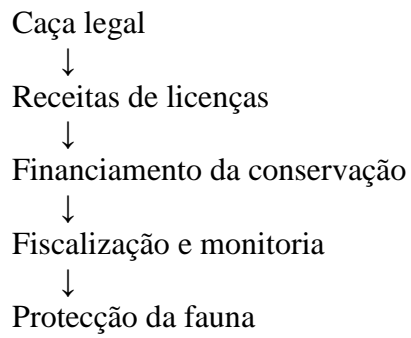 Caça legal
↓
Receitas de licenças
↓
Financiamento da conservação
↓
Fiscalização e monitoria
↓
Protecção da fauna